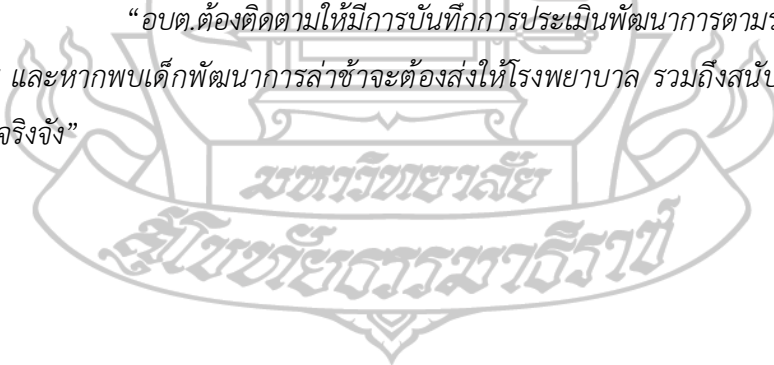 “อบต.ต้องติดตามให้มีการบันทึกการประเมินพัฒนาการตาม
และหากพบเด็กพัฒนาการล่าช้าจะต้องส่งให้โรงพยาบาล รวมถึงสนับ
จริงจัง”
มหาวิทยาลัย
สุโขทัยธรรมาธิราช